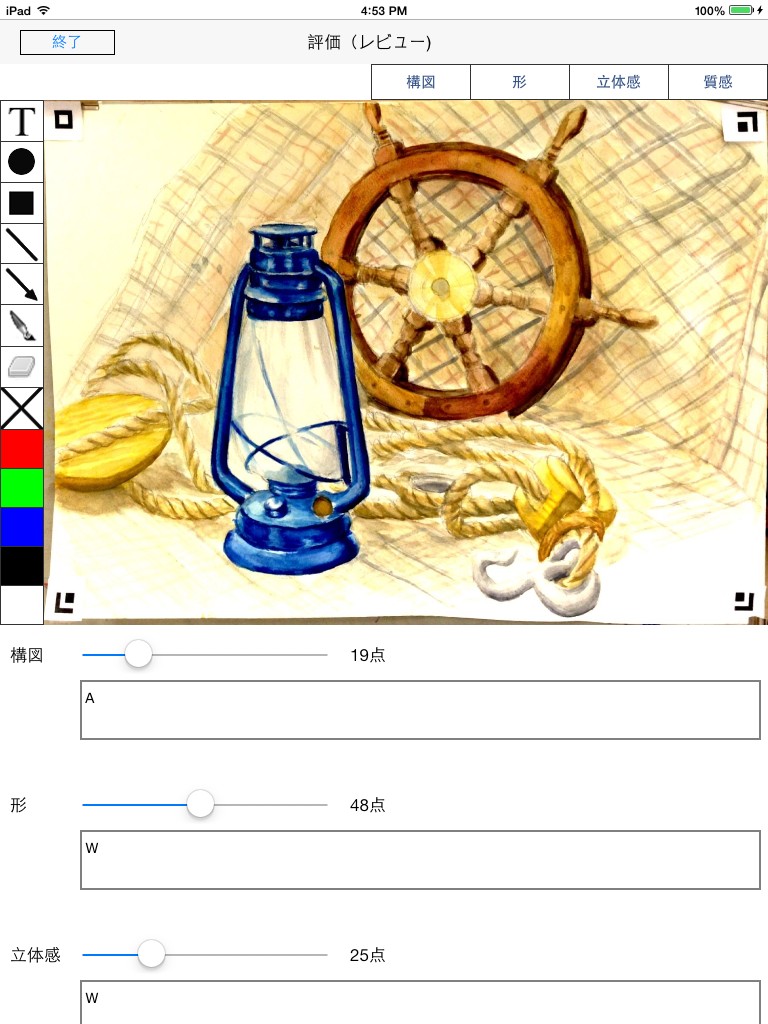 iPad 4:53 PM 100%
終了 評価（レビュー)
構図 形 立体感 質感
T
構図 19点
A
形 48点
W
立体感 25点
W